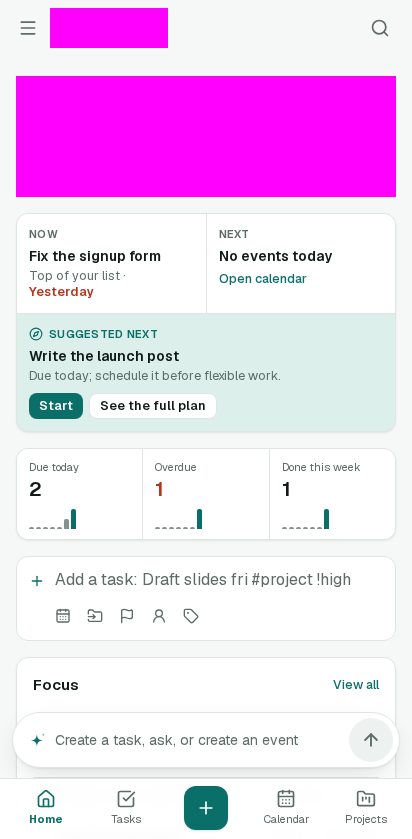 NOW
Fix the signup form
Top of your list ·
Yesterday
NEXT
No events today
Open calendar
SUGGESTED NEXT
Write the launch post
Due today; schedule it before flexible work.
Start
See the full plan
Due today
2
Overdue
1
Done this week
1
Add a task: Draft slides fri #project !high
Focus
View all
Create a task, ask, or create an event
Home
Tasks
Calendar
Projects